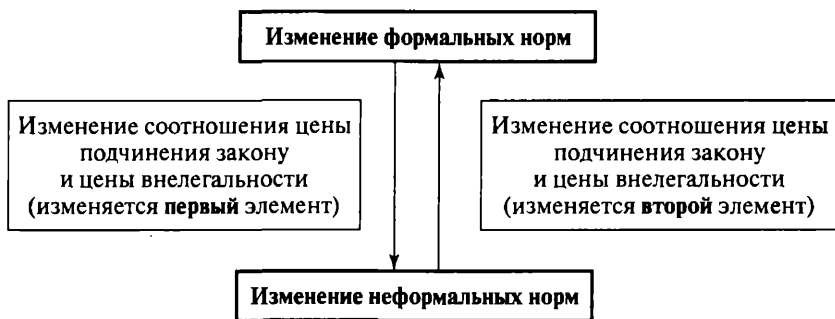 Изменение формальных норм
Изменение соотношения цены
подчинения закону
и цены внелегальности
(изменяется первый элемент)
Изменение соотношения цены
подчинения закону
и цены внелегальности
(изменяется второй элемент)
Изменение неформальных норм